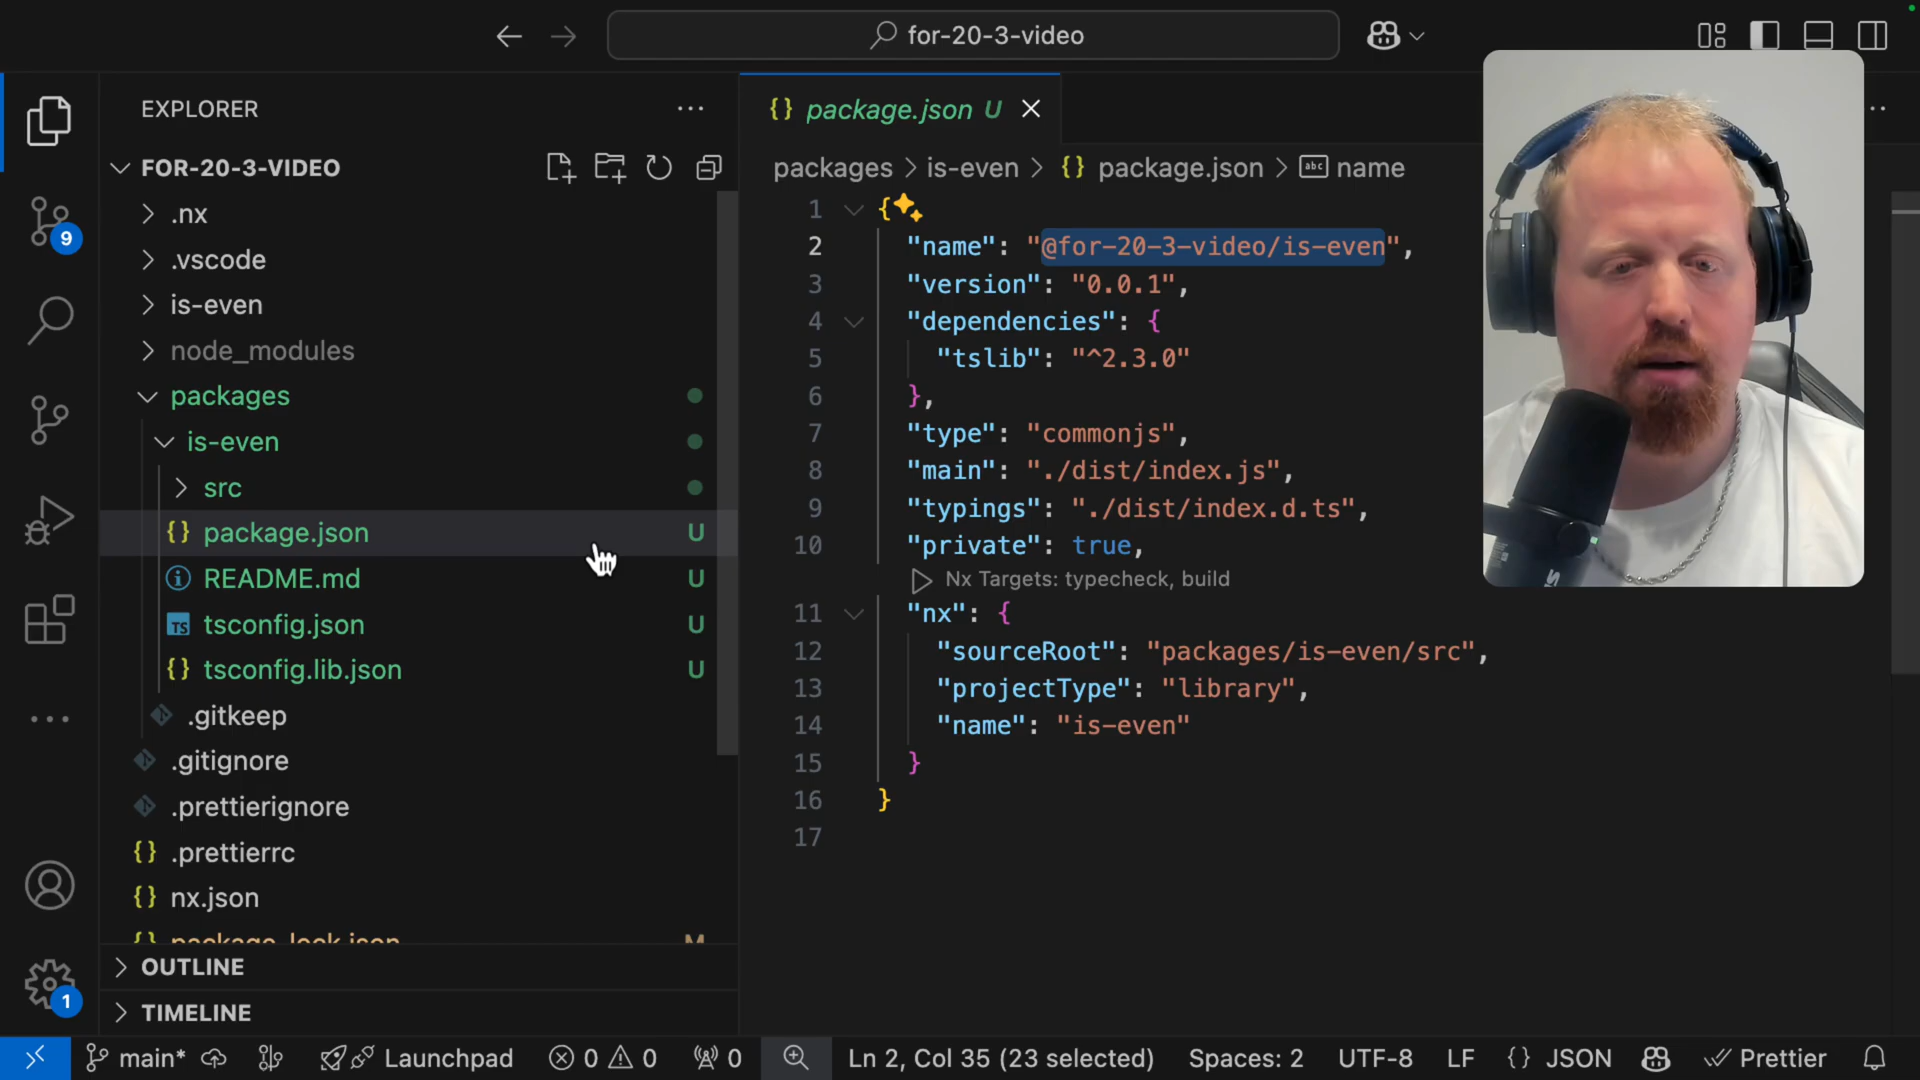 for-20-3-video
EXPLORER
FOR-20-3-VIDEO
.nx
.vscode
is-even
node_modules
packages
is-even
src
package.json U
README.md U
tsconfig.json U
tsconfig.lib.json U
.gitkeep
.gitignore
.prettierignore
.prettierrc
nx.json
package-lock.json M
OUTLINE
TIMELINE
9
1
package.json U
packages > is-even > {} package.json > abc name
1 {
2 "name": "@for-20-3-video/is-even",
3 "version": "0.0.1",
4 "dependencies": {
5 "tslib": "^2.3.0"
6 },
7 "type": "commonjs",
8 "main": "./dist/index.js",
9 "typings": "./dist/index.d.ts",
10 "private": true,
Nx Targets: typecheck, build
11 "nx": {
12 "sourceRoot": "packages/is-even/src",
13 "projectType": "library",
14 "name": "is-even"
15 }
16 }
17
main* Launchpad 0 0 0 Ln 2, Col 35 (23 selected) Spaces: 2 UTF-8 LF {} JSON Prettier